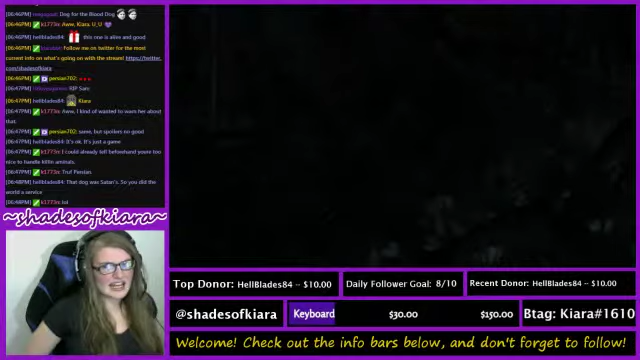 Dog for the Blood Dog
[06:46PM] k1773n: Aww, Kiara. U_U
[06:46PM] hellblades84: this one is alive and good
Follow me on twitter for the most
current info on what's going on with the stream! https://twitter.
com/shadesofkiara
[06:46PM] persian702:
RIP Sam
[06:47PM] hellblades84: Kiara
[06:47PM] k1773n: Aww. I kind of wanted to warn her about
that.
[06:47PM] persian702: same, but spoilers no good
[06:47PM] hellblades84: It's ok. It's just a game
[06:47PM] k1773n: I could already tell beforehand you're too
nice to handle killin animals.
[06:47PM] k1773n: Truf Persian.
[06:48PM] hellblades84: That dog was Satan's. So you did the
world a service
[06:48PM] k1773n: lol
~shadesofkiara~
Top Donor: HellBlades84 -- $10.00
Daily Follower Goal: 8/10
Recent Donor: HellBlades84 -- $10.00
@shadesofkiara
Keyboard
$30.00
$150.00
Btag: Kiara#1610
Welcome! Check out the info bars below, and don't forget to follow!